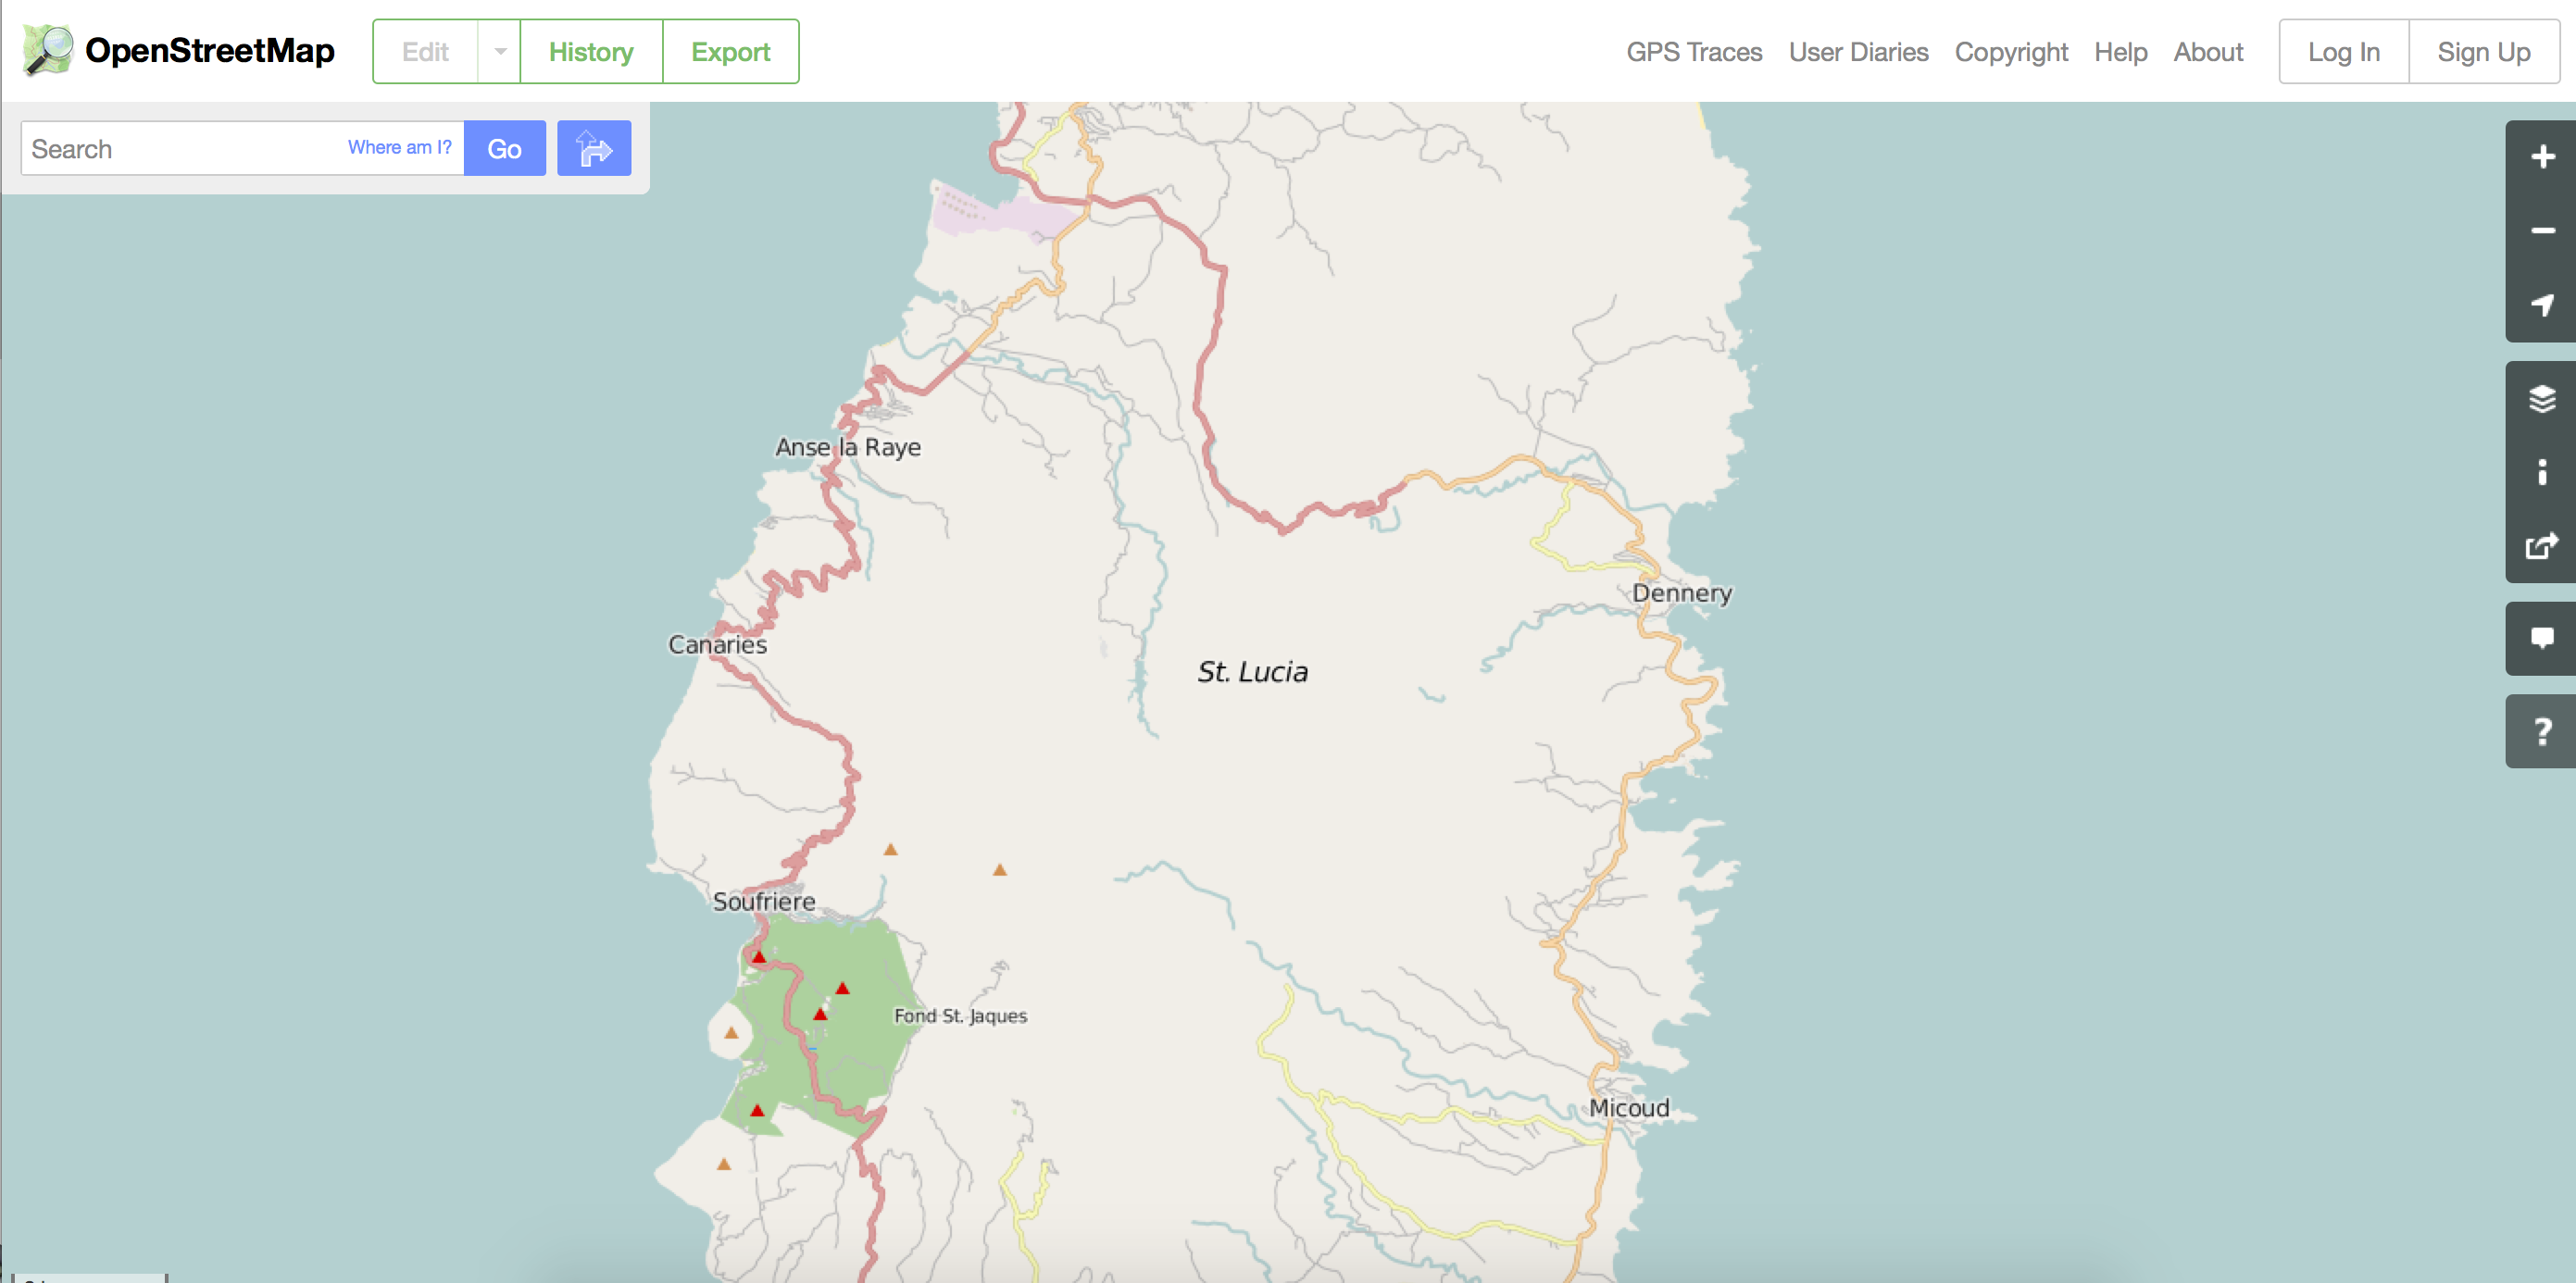 OpenStreetMap
Edit
History
Export
GPS Traces
User Diaries
Copyright
Help
About
Log In
Sign Up
Search
Where am I?
Go
Anse la Raye
Dennery
Canaries
St. Lucia
Soufriere
Fond St. Jaques
Micoud